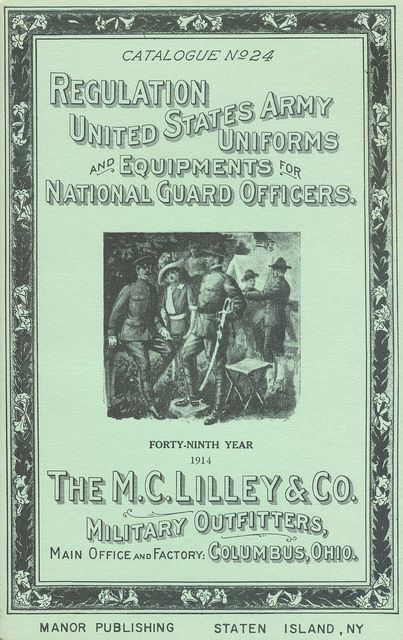 CATALOGUE No 24
REGULATION
UNITED STATES ARMY
UNIFORMS
AND EQUIPMENTS FOR
NATIONAL GUARD OFFICERS.
FORTY-NINTH YEAR
1914
THE M.C. LILLEY & CO.
MILITARY OUTFITTERS,
MAIN OFFICE AND FACTORY: COLUMBUS, OHIO.
MANOR PUBLISHING STATEN ISLAND, NY